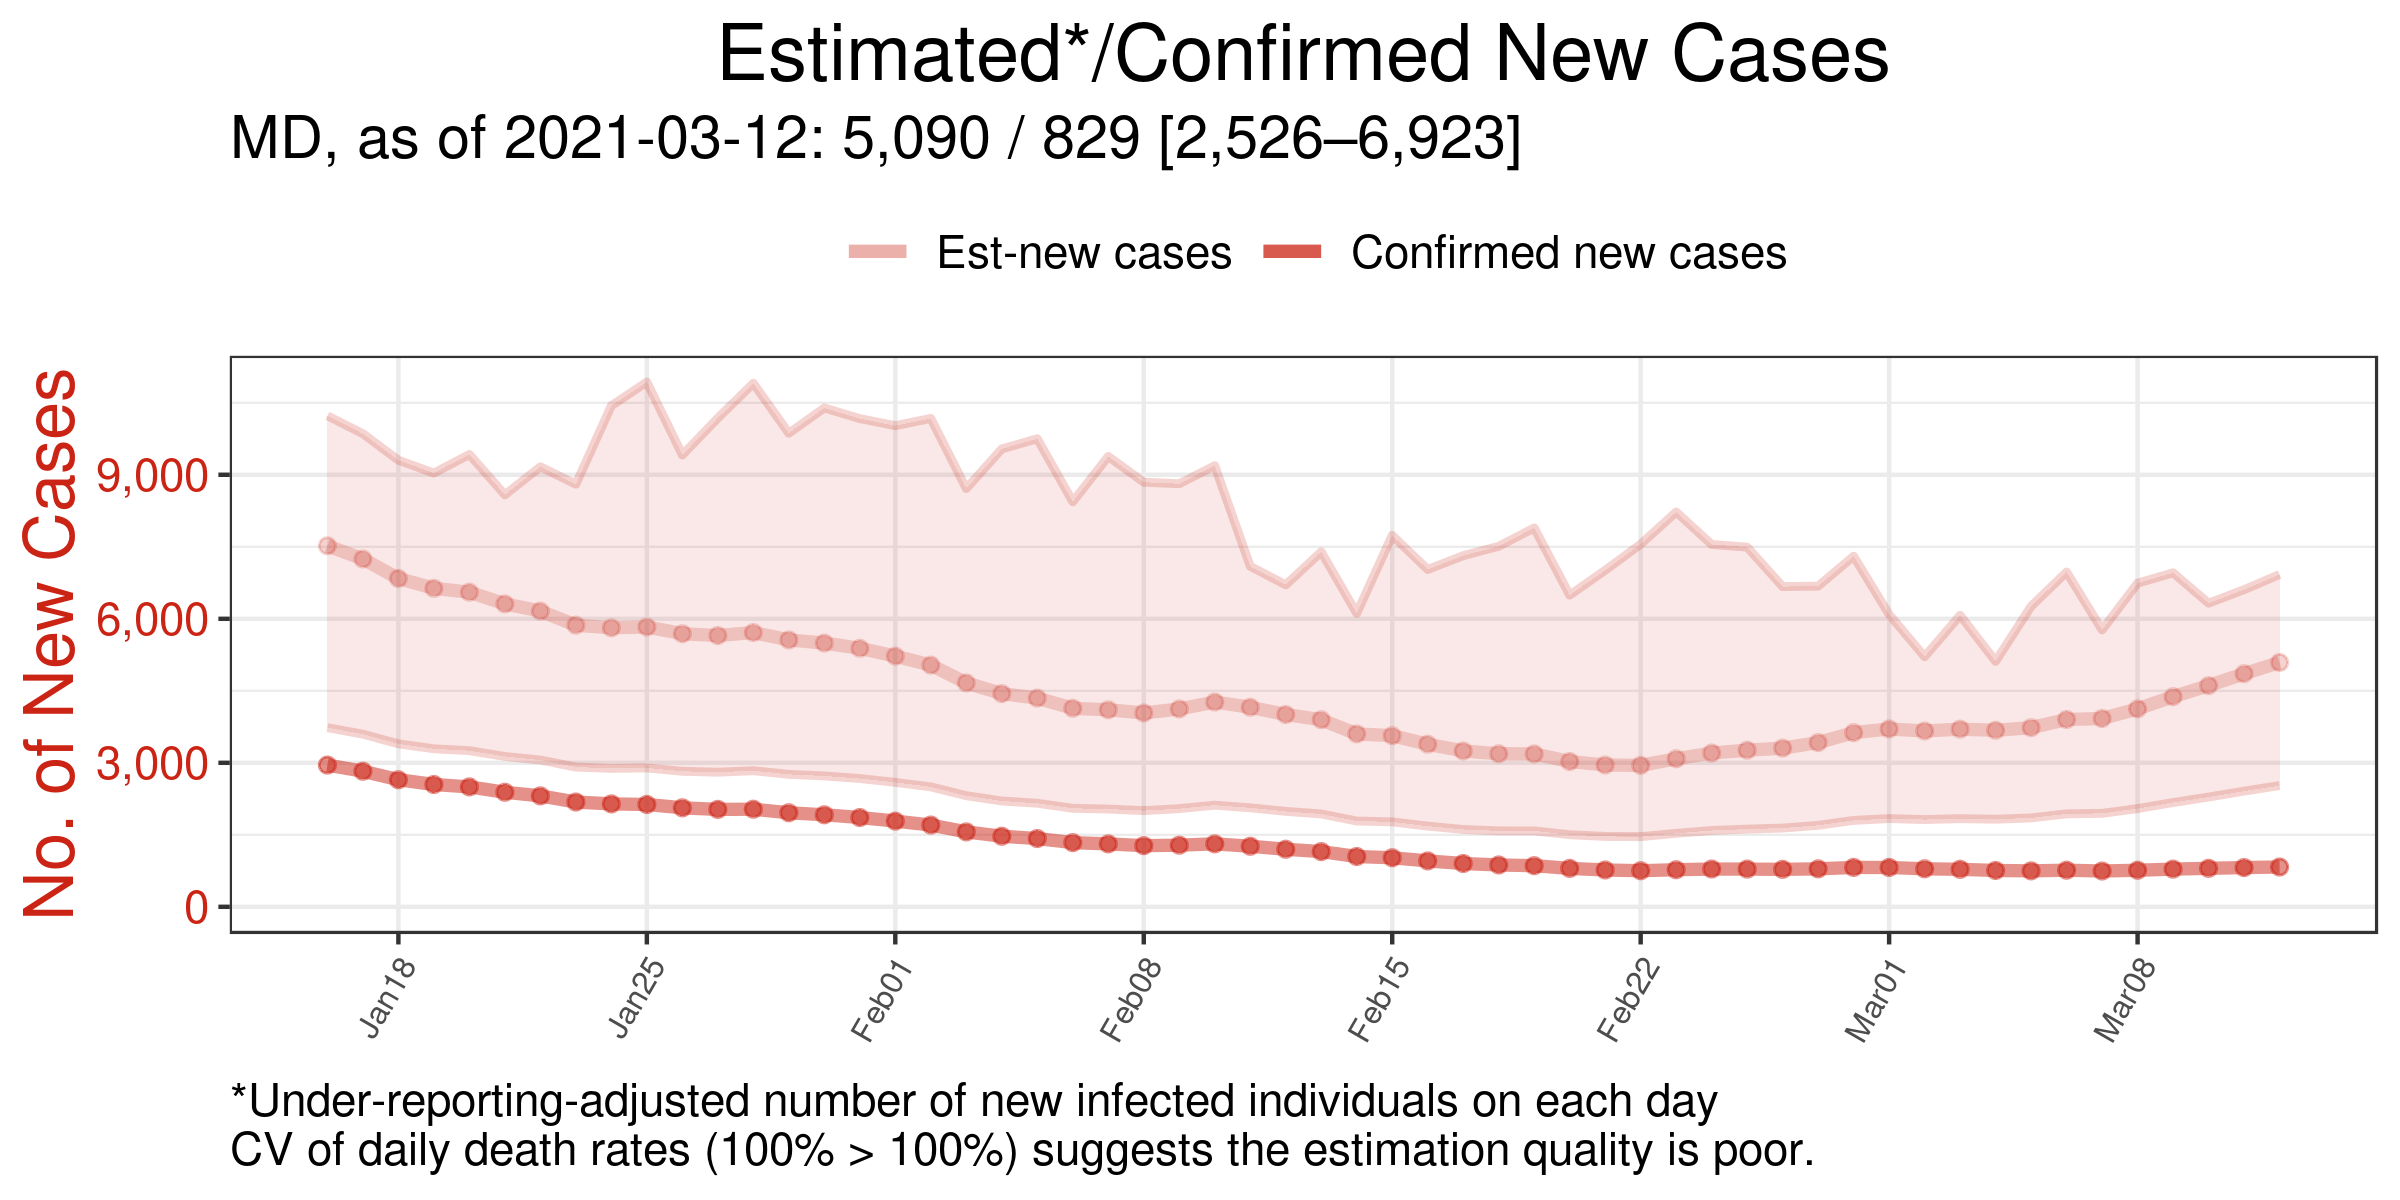 Estimated*/Confirmed New Cases
MD, as of 2021-03-12: 5,090 / 829 [2,526–6,923]
Est-new cases Confirmed new cases
No. of New Cases
9,000
6,000
3,000
0
Jan18 Jan25 Feb01 Feb08 Feb15 Feb22 Mar01 Mar08
*Under-reporting-adjusted number of new infected individuals on each day
CV of daily death rates (100% > 100%) suggests the estimation quality is poor.